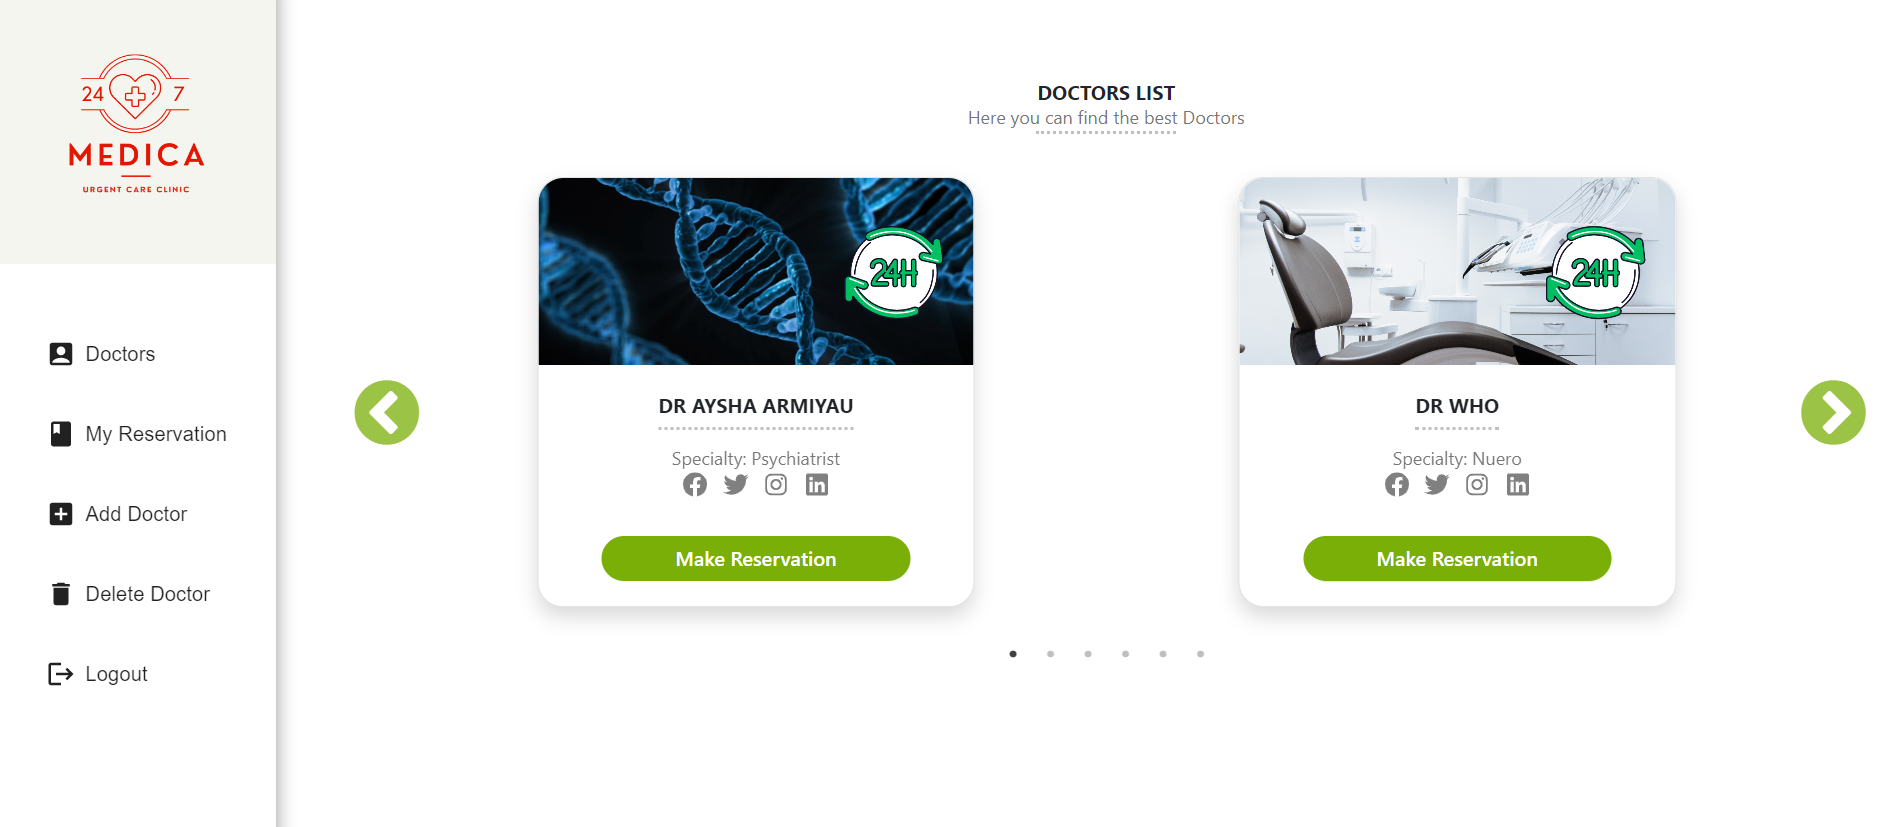 24 7
MEDICA
URGENT CARE CLINIC
Doctors
My Reservation
Add Doctor
Delete Doctor
Logout
DOCTORS LIST
Here you can find the best Doctors
24H
DR AYSHA ARMIYAU
Specialty: Psychiatrist
Make Reservation
24H
DR WHO
Specialty: Nuero
Make Reservation